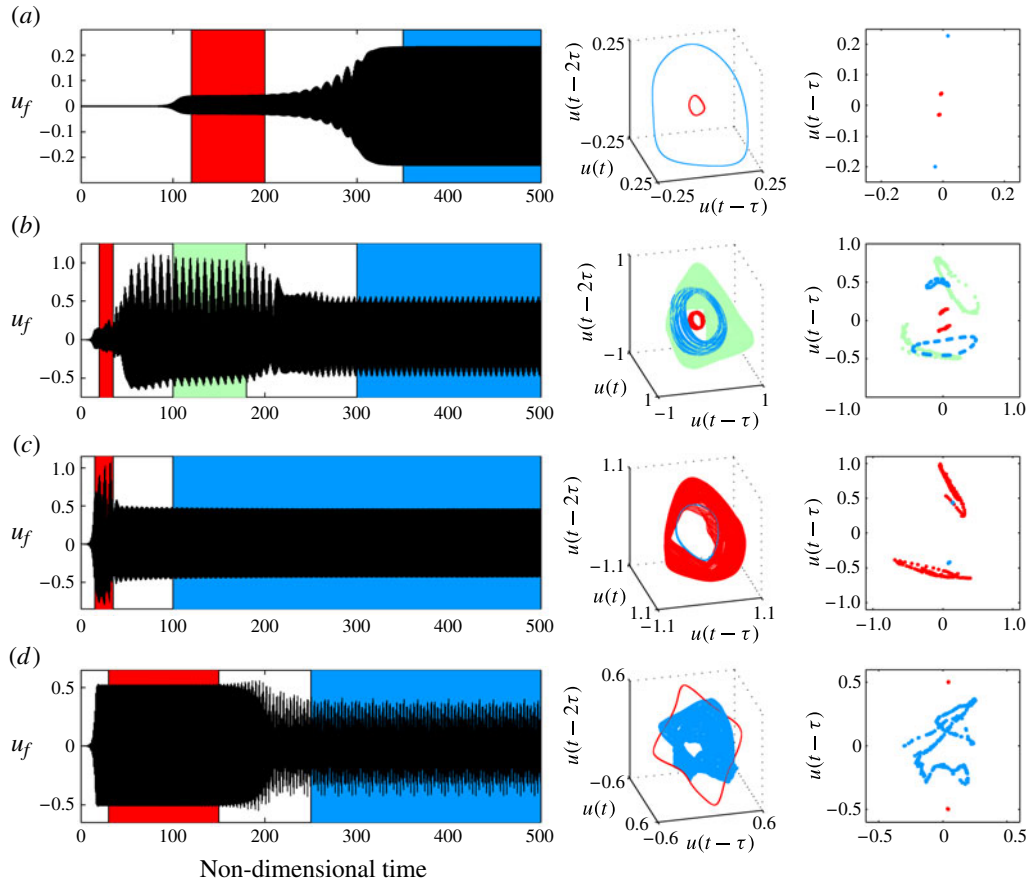 (a)
0.2
0.1
0
−0.1
−0.2
u_f
0 100 200 300 400 500
0.25
u(t − 2τ)
−0.25
u(t)
0.25
−0.25
u(t − τ)
0.25
u(t − τ)
0.2
0.1
0
−0.1
−0.2
−0.2 0 0.2
(b)
1.0
0.5
0
−0.5
u_f
0 100 200 300 400 500
1
u(t − 2τ)
−1
u(t)
1
−1
u(t − τ)
1
u(t − τ)
1.0
0.5
0
−0.5
−1.0
0 1.0
(c)
1.0
0.5
0
−0.5
u_f
0 100 200 300 400 500
1.1
u(t − 2τ)
−1.1
u(t)
1.1
−1.1
u(t − τ)
1.1
u(t − τ)
1.0
0.5
0
−0.5
−1.0
−1.0 0 1.0
(d)
0.5
0
−0.5
u_f
0 100 200 300 400 500
Non-dimensional time
0.6
u(t − 2τ)
−0.6
u(t)
0.6
−0.6
u(t − τ)
0.6
u(t − τ)
0.5
0
−0.5
−0.5 0 0.5